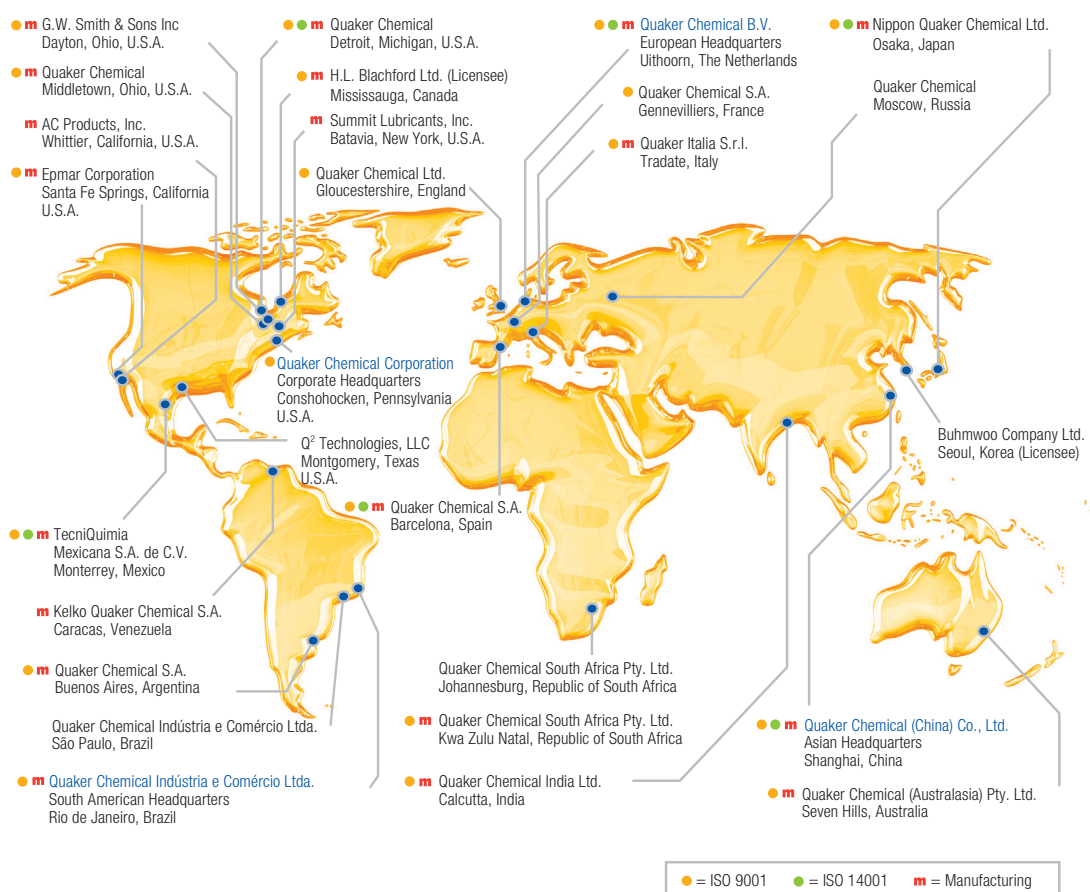 m G.W. Smith & Sons Inc
Dayton, Ohio, U.S.A.
m Quaker Chemical
Middletown, Ohio, U.S.A.
m AC Products, Inc.
Whittier, California, U.S.A.
m Epmar Corporation
Santa Fe Springs, California
U.S.A.
m Quaker Chemical
Detroit, Michigan, U.S.A.
m H.L. Blachford Ltd. (Licensee)
Mississauga, Canada
m Summit Lubricants, Inc.
Batavia, New York, U.S.A.
Quaker Chemical Ltd.
Gloucestershire, England
m Quaker Chemical B.V.
European Headquarters
Uithoorn, The Netherlands
Quaker Chemical S.A.
Gennevilliers, France
m Quaker Italia S.r.l.
Tradate, Italy
m Nippon Quaker Chemical Ltd.
Osaka, Japan
Quaker Chemical
Moscow, Russia
Quaker Chemical Corporation
Corporate Headquarters
Conshohocken, Pennsylvania
U.S.A.
Q² Technologies, LLC
Montgomery, Texas
U.S.A.
m Quaker Chemical S.A.
Barcelona, Spain
Buhmwoo Company Ltd.
Seoul, Korea (Licensee)
m TecniQuimia
Mexicana S.A. de C.V.
Monterrey, Mexico
m Kelko Quaker Chemical S.A.
Caracas, Venezuela
m Quaker Chemical S.A.
Buenos Aires, Argentina
Quaker Chemical Indústria e Comércio Ltda.
São Paulo, Brazil
m Quaker Chemical Indústria e Comércio Ltda.
South American Headquarters
Rio de Janeiro, Brazil
Quaker Chemical South Africa Pty. Ltd.
Johannesburg, Republic of South Africa
m Quaker Chemical South Africa Pty. Ltd.
Kwa Zulu Natal, Republic of South Africa
m Quaker Chemical India Ltd.
Calcutta, India
m Quaker Chemical (China) Co., Ltd.
Asian Headquarters
Shanghai, China
m Quaker Chemical (Australasia) Pty. Ltd.
Seven Hills, Australia
= ISO 9001 = ISO 14001 m = Manufacturing